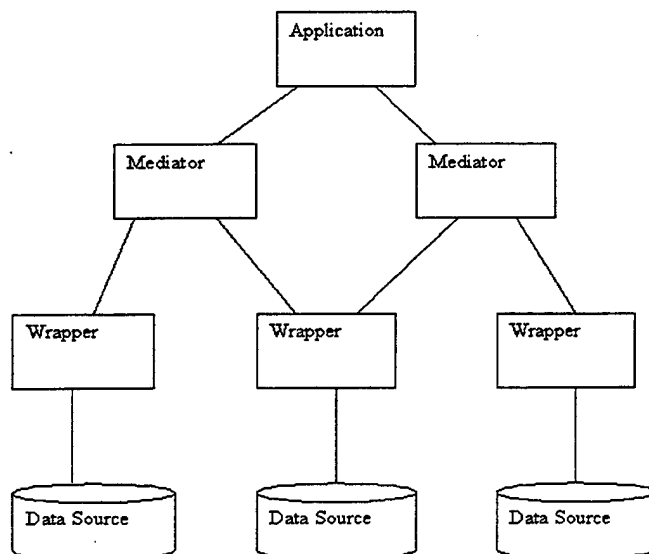 Application
Mediator
Mediator
Wrapper
Wrapper
Wrapper
Data Source
Data Source
Data Source